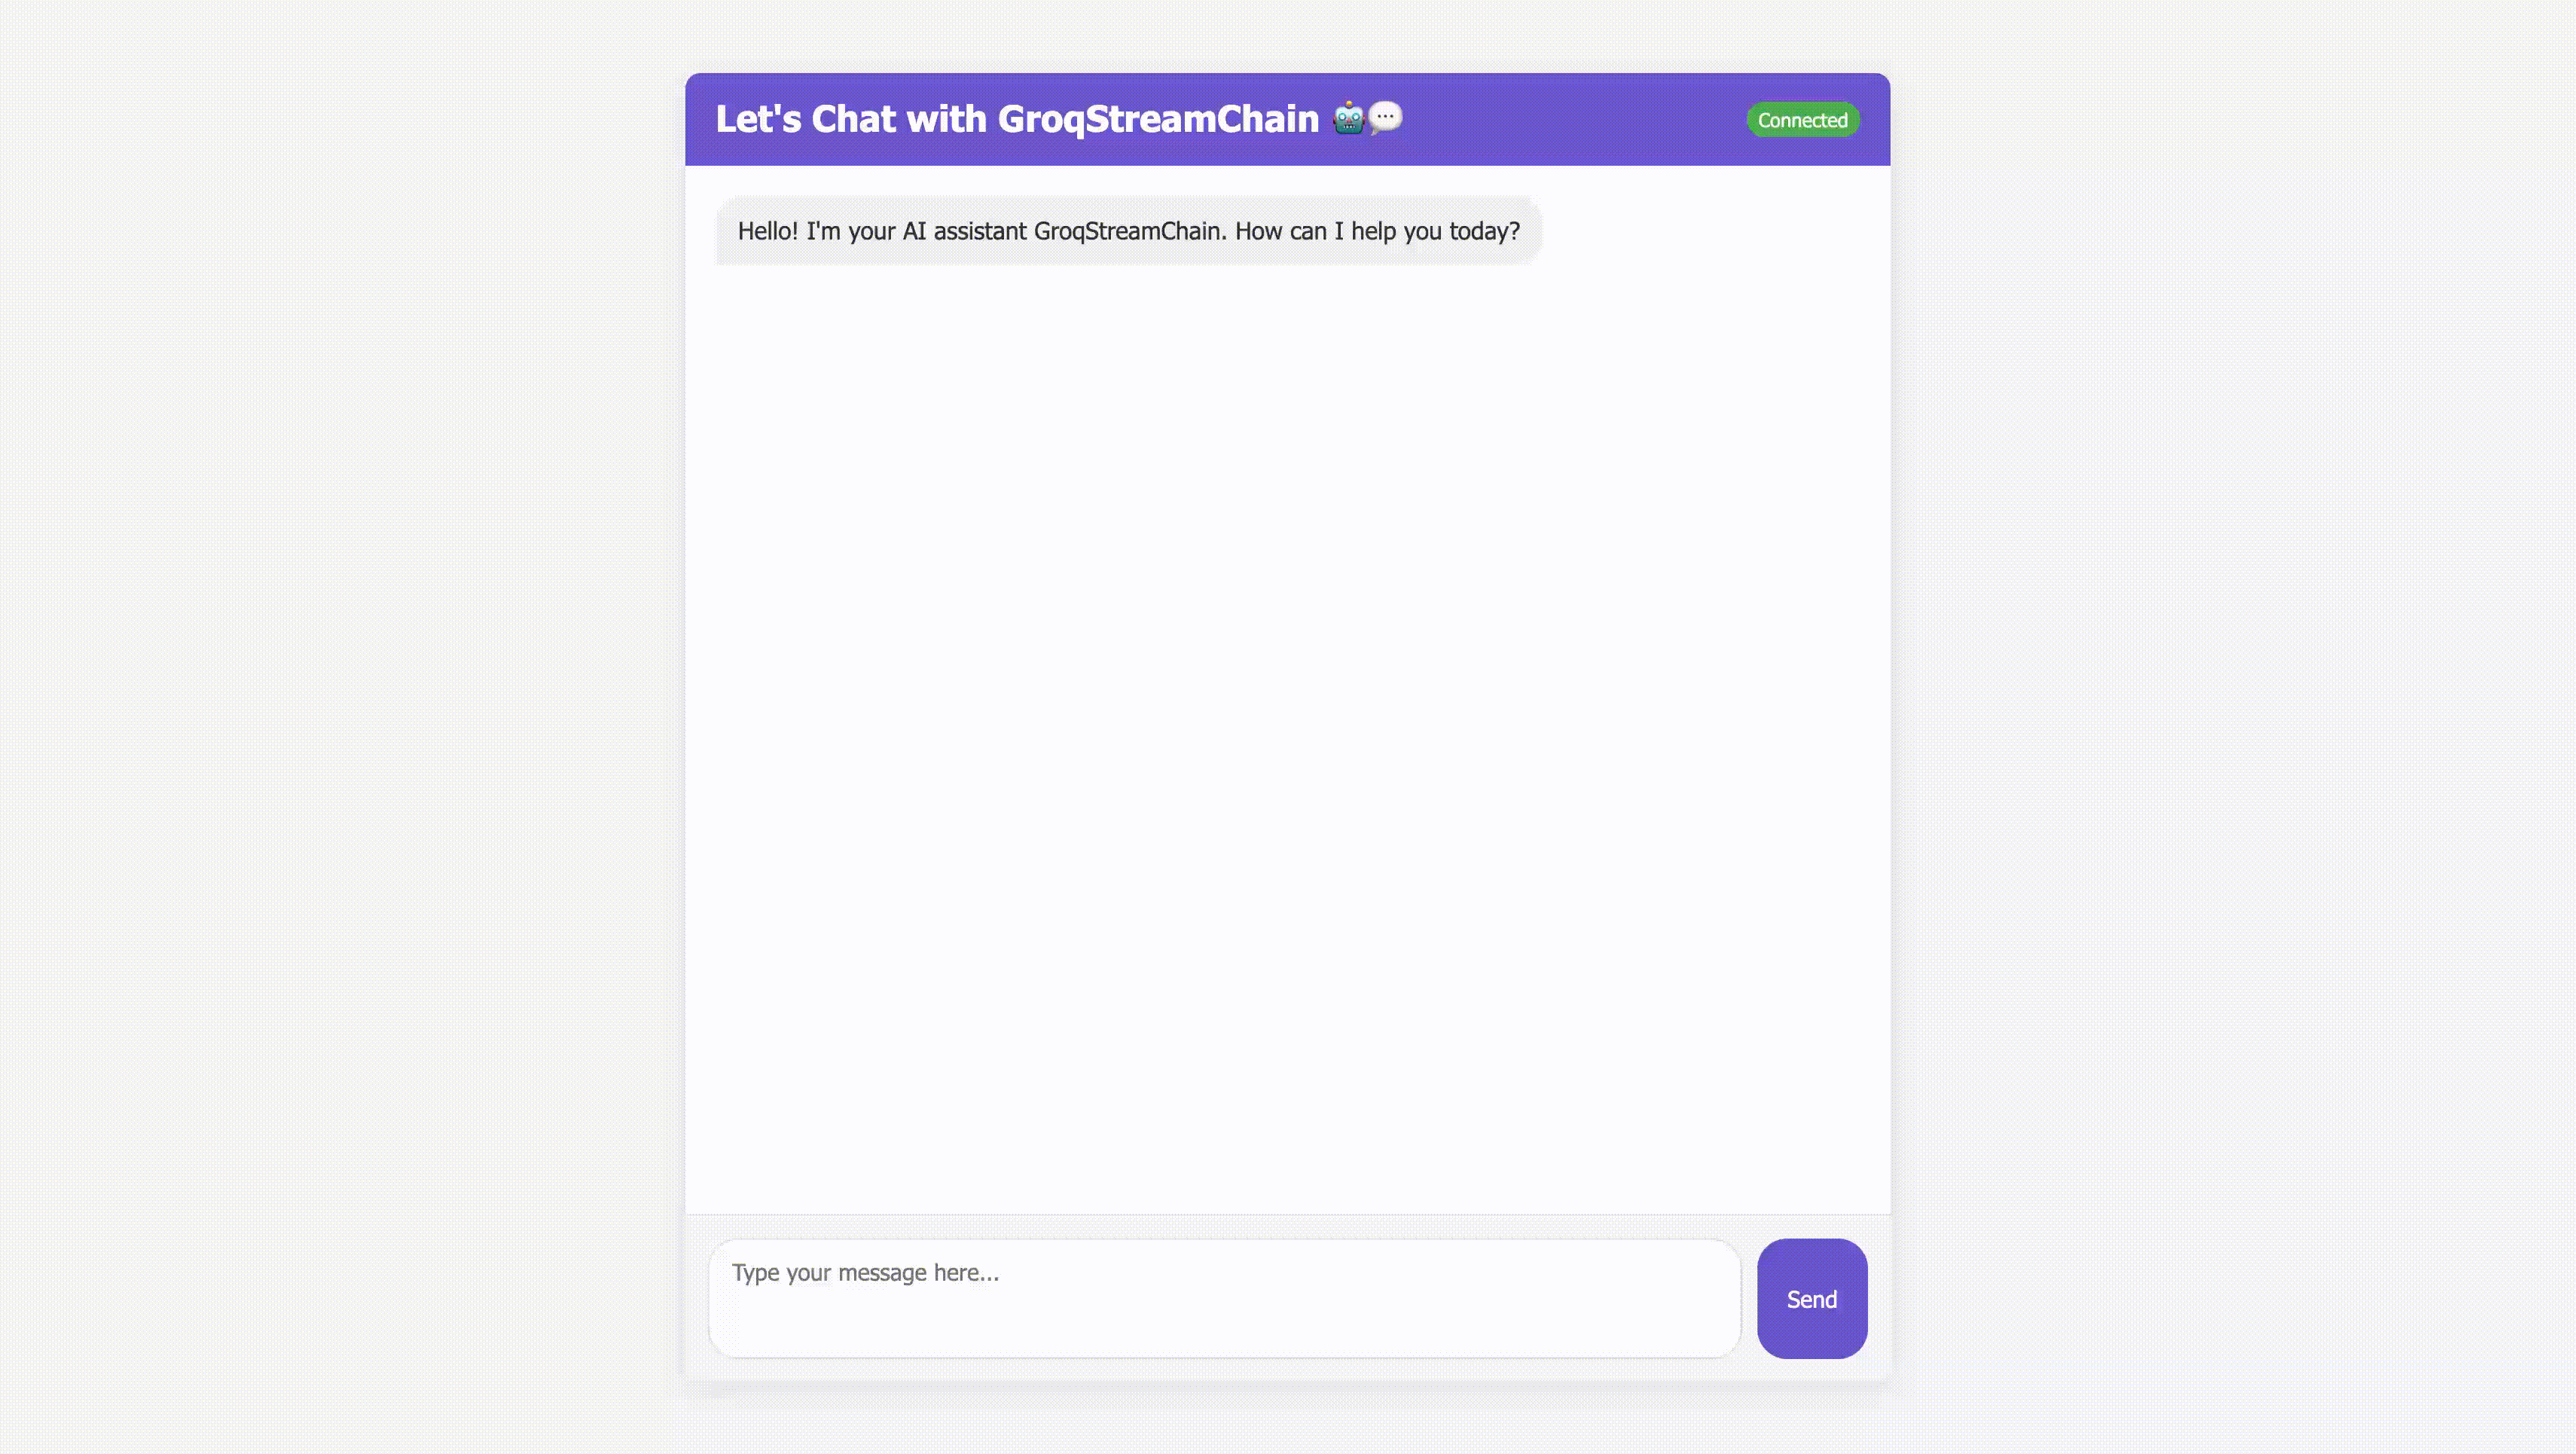 Let's Chat with GroqStreamChain 🤖💬
Connected
Hello! I'm your AI assistant GroqStreamChain. How can I help you today?
Type your message here...
Send